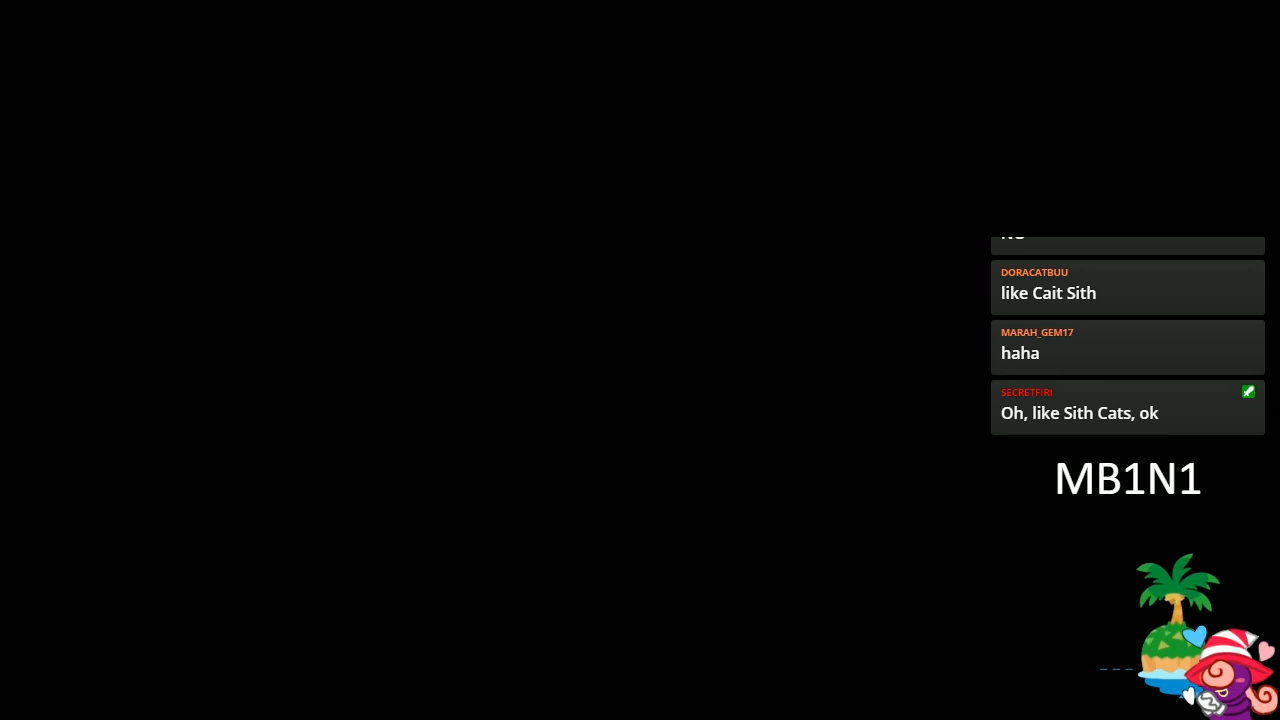 DORACATBUU
like Cait Sith
MARAH_GEM17
haha
SECRETFIRI
Oh, like Sith Cats, ok
MB1N1